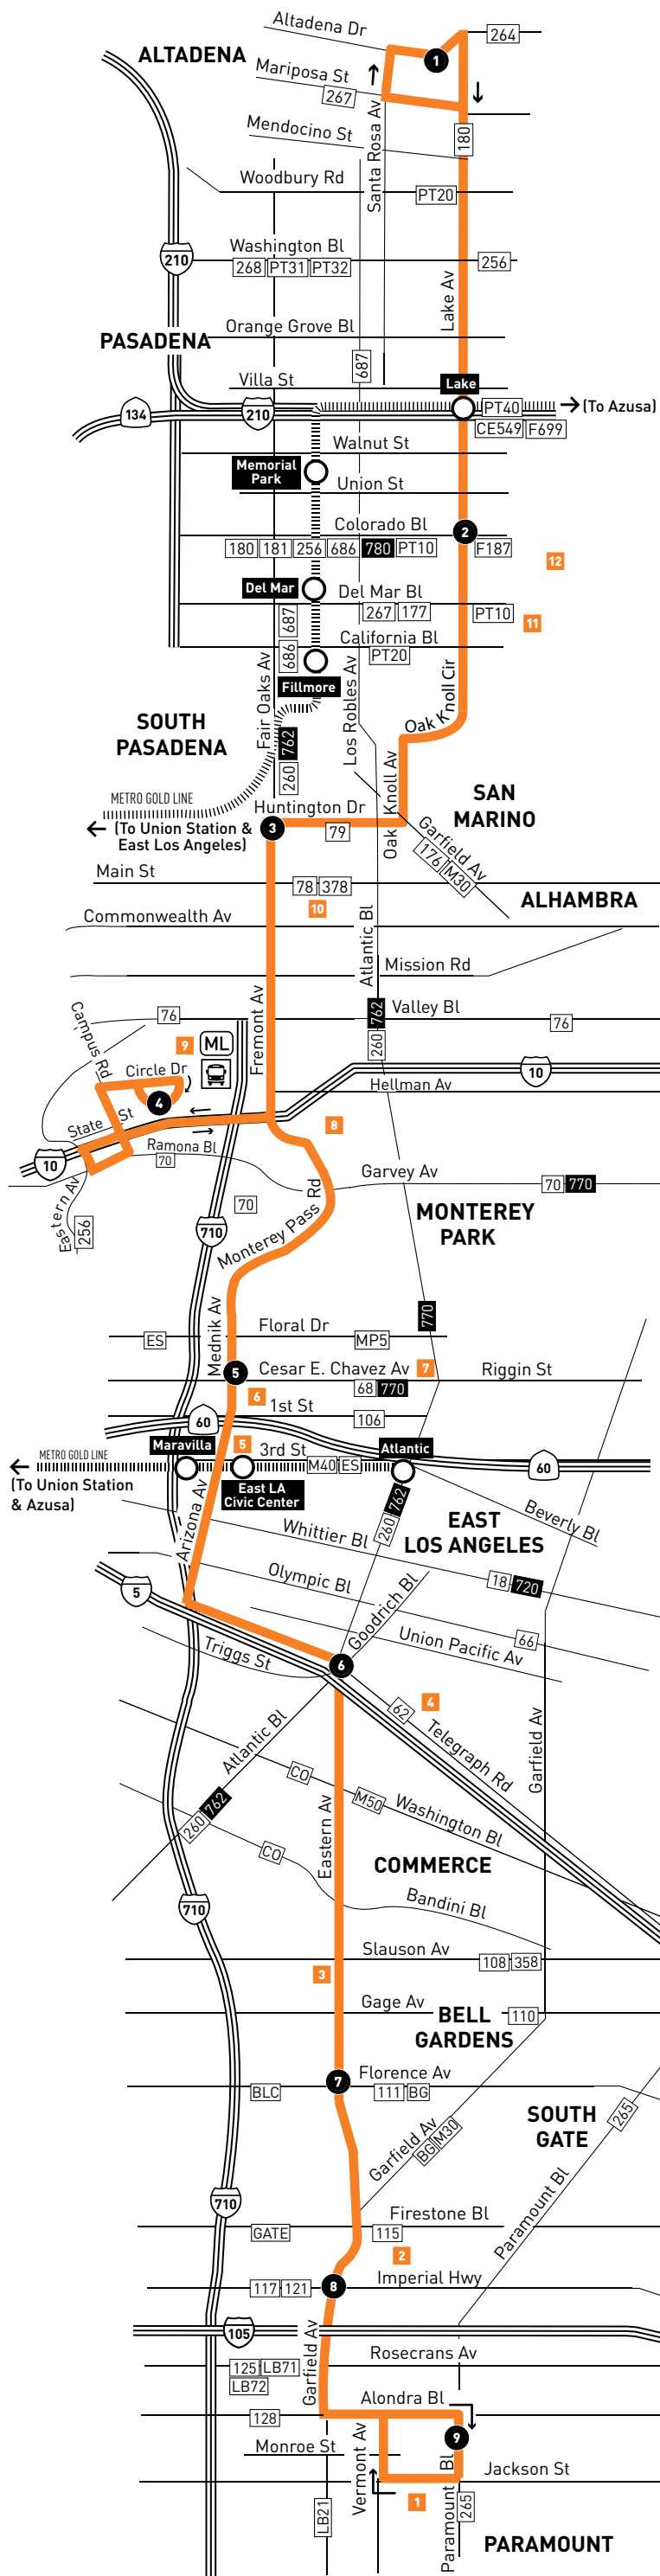 Altadena Dr
264
ALTADENA
1
Mariposa St
267
Mendocino St
180
Santa Rosa Av
Woodbury Rd
PT20
Washington Bl
210
268 PT31 PT32
256
Lake Av
Orange Grove Bl
PASADENA
687
Villa St
Lake
134
210
PT40
(To Azusa)
CE549 F699
Walnut St
Memorial
Park
Union St
Colorado Bl
2
180 181 256 686 780 PT10
F187
12
Del Mar
Del Mar Bl
687
267 177
PT10
11
California Bl
686
PT20
Fillmore
Fair Oaks Av
Los Robles Av
Oak Knoll Cir
SOUTH
PASADENA
762
260
Oak Knoll Av
SAN
MARINO
METRO GOLD LINE
Huntington Dr
(To Union Station &
East Los Angeles)
3
79
Garfield Av
176 M30
Main St
78 378
ALHAMBRA
10
Commonwealth Av
Atlantic Bl
Mission Rd
Fremont Av
Valley Bl
762
260
76
76
Campus Rd
9
ML
Circle Dr
4
10
Hellman Av
State St
8
Ramona Bl
70
10
Garvey Av
70 770
Eastern Av
256
70
710
Monterey Pass Rd
MONTEREY
PARK
770
Mednik Av
Floral Dr
ES
MP5
5
Cesar E. Chavez Av
7
Riggin St
68 770
6
1st St
106
60
Maravilla
5
3rd St
Atlantic
METRO GOLD LINE
M40 ES
60
(To Union Station
& Azusa)
East LA
Civic Center
260 762
Beverly Bl
Arizona Av
Whittier Bl
EAST
LOS ANGELES
Olympic Bl
18 720
5
Goodrich Bl
66
Union Pacific Av
Triggs St
6
4
62
Telegraph Rd
Atlantic Bl
Garfield Av
CO
M50
Washington Bl
260 762
Eastern Av
CO
COMMERCE
Bandini Bl
710
Slauson Av
108 358
3
Gage Av
110
BELL
GARDENS
7
Florence Av
BLC
111 BG
SOUTH
GATE
265
Garfield Av
BG M30
Paramount Bl
710
Firestone Bl
GATE
115
2
Imperial Hwy
117 121
8
105
Rosecrans Av
125 LB71
LB72
Garfield Av
Alondra Bl
128
9
Monroe St
Vermont Av
Jackson St
LB21
1
Paramount Bl
265
PARAMOUNT